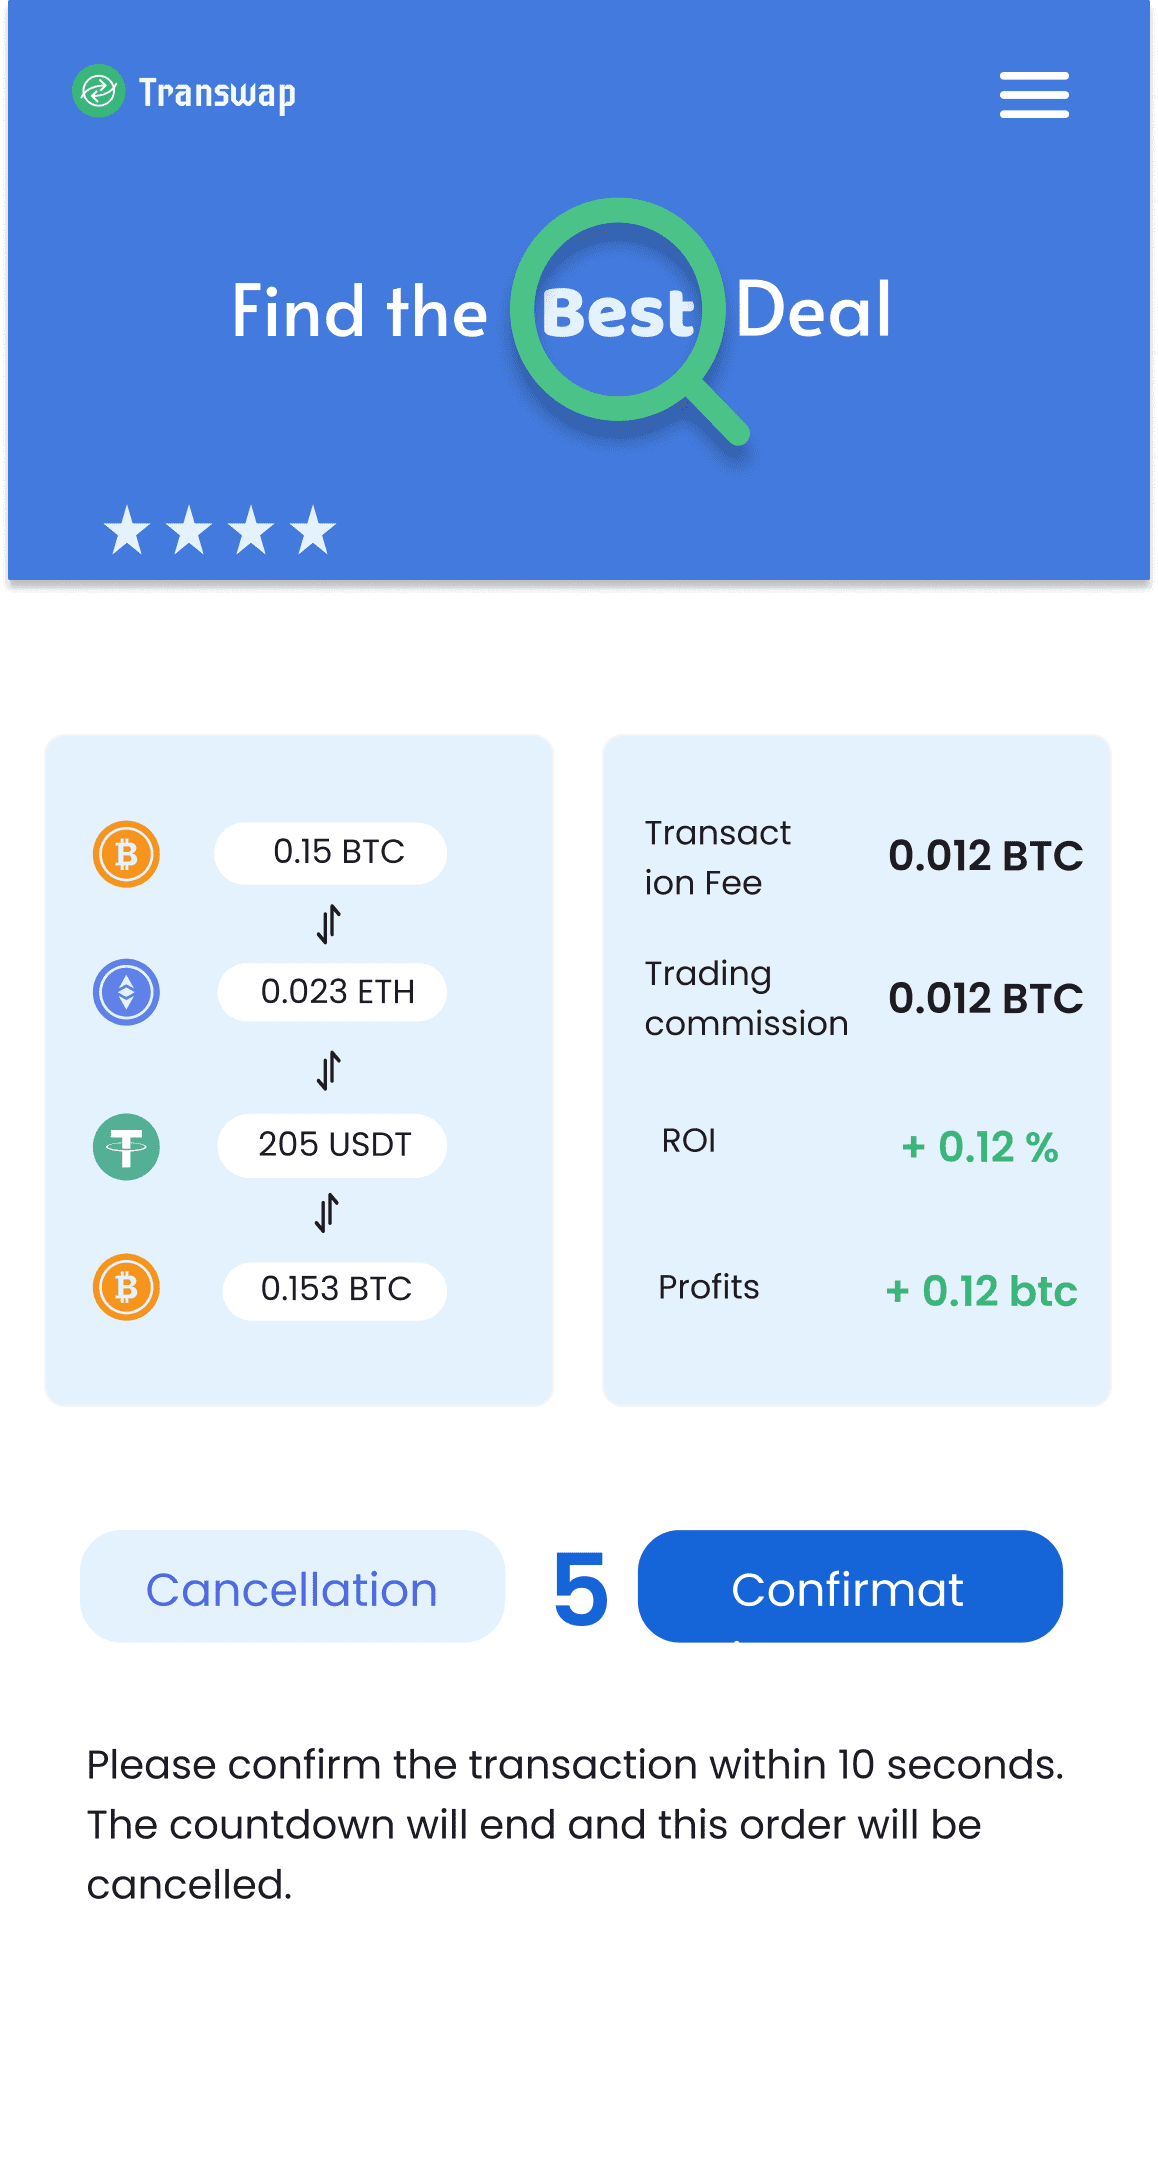 Transwap
Find the Best Deal
0.15 BTC
0.023 ETH
205 USDT
0.153 BTC
Transact
ion Fee
0.012 BTC
Trading
commission
0.012 BTC
ROI
+ 0.12 %
Profits
+ 0.12 btc
Cancellation
5
Confirmat
Please confirm the transaction within 10 seconds.
The countdown will end and this order will be
cancelled.